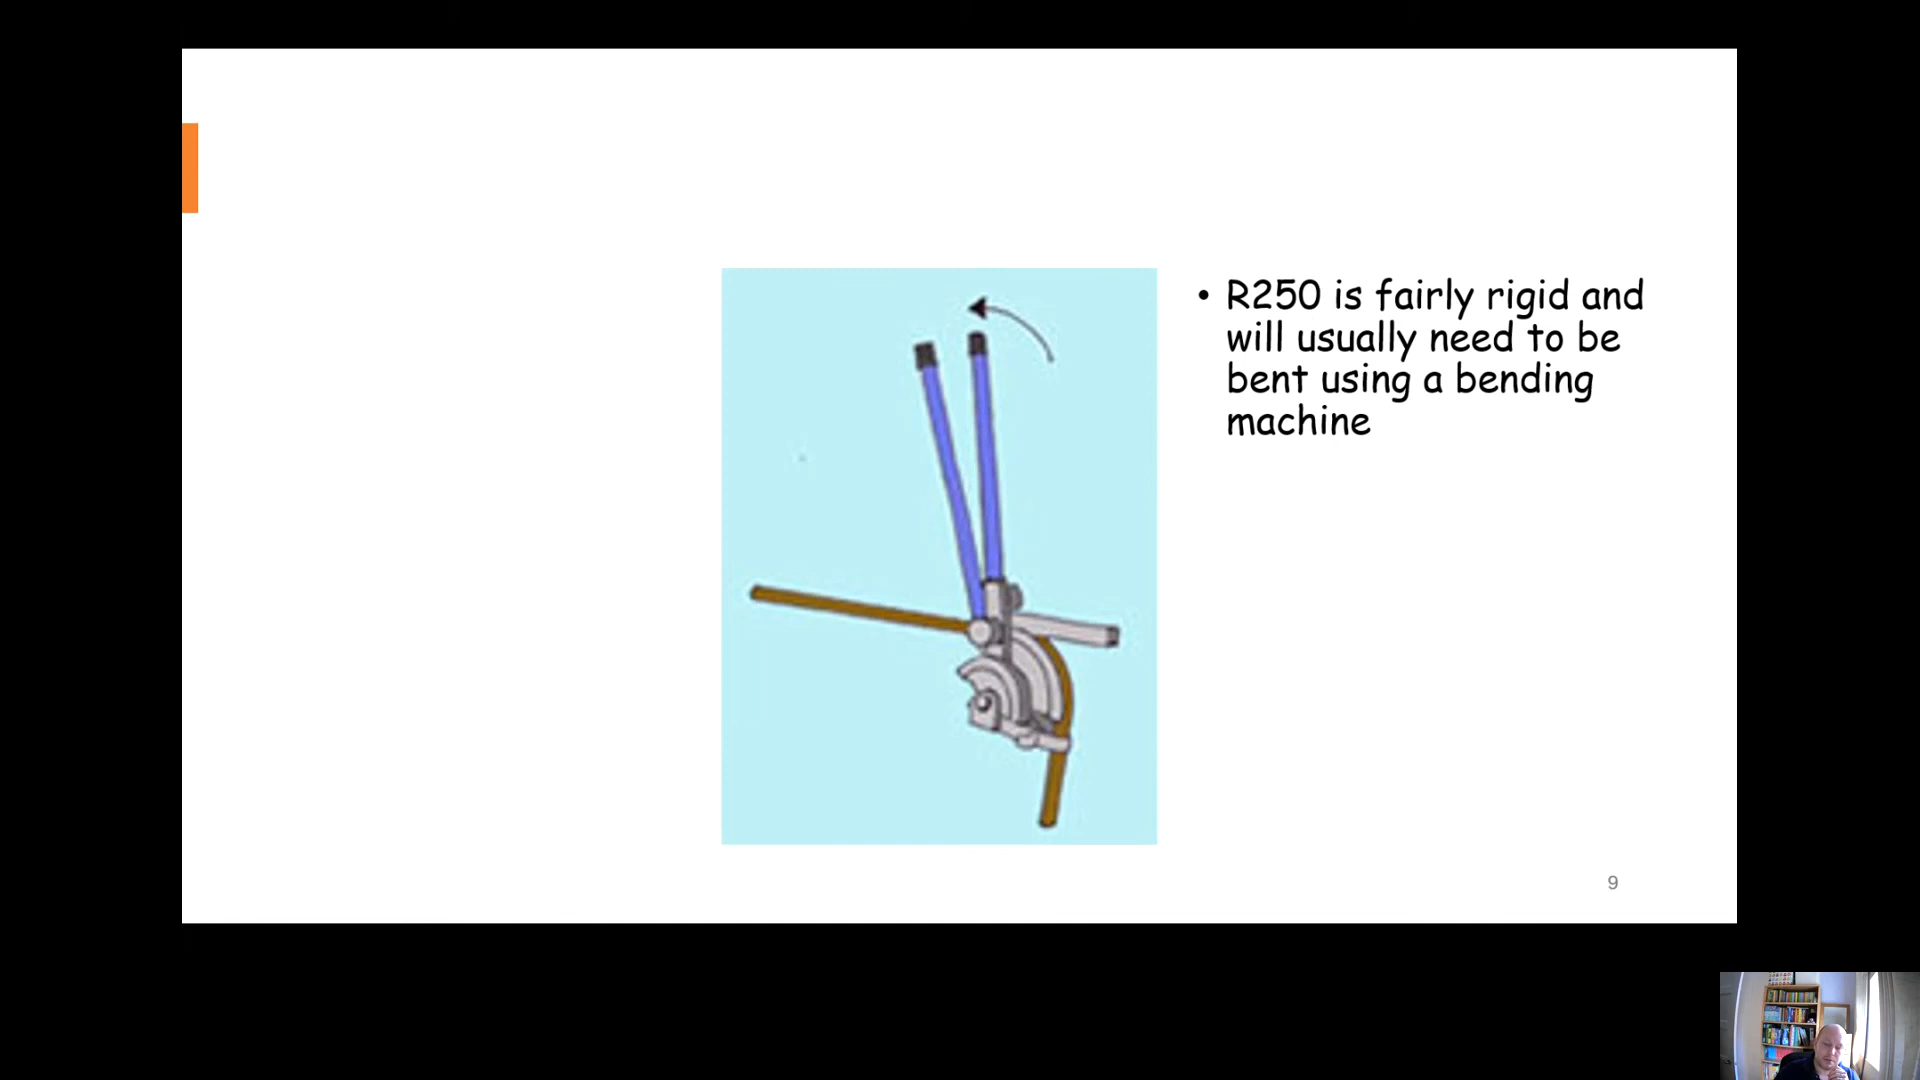 • R250 is fairly rigid and
will usually need to be
bent using a bending
machine
9